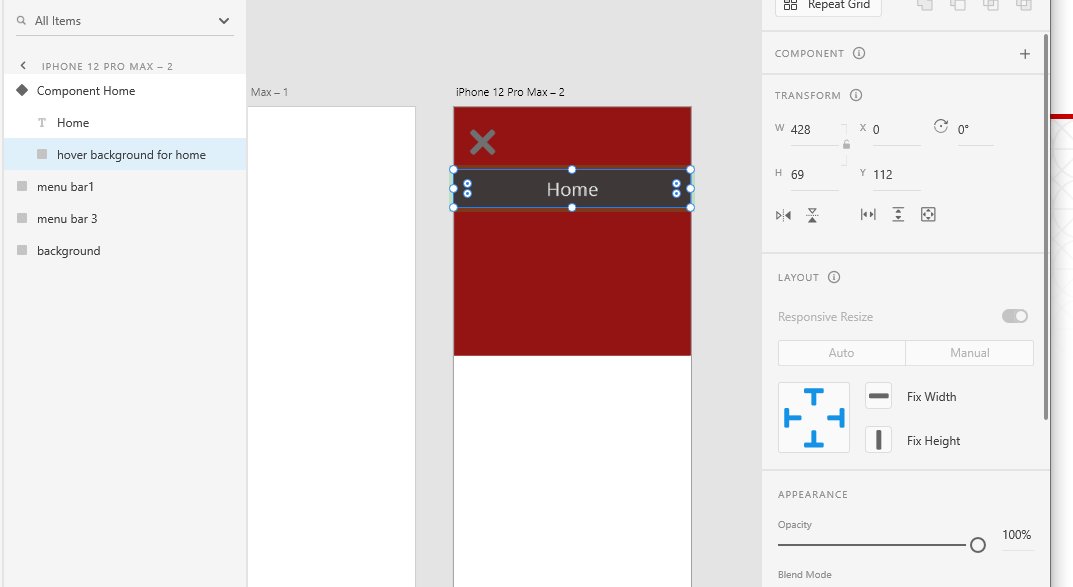 All Items
IPHONE 12 PRO MAX – 2
Component Home
T Home
hover background for home
menu bar1
menu bar 3
background
Max – 1
iPhone 12 Pro Max – 2
Home
Repeat Grid
COMPONENT
TRANSFORM
W 428 X 0 0°
H 69 Y 112
LAYOUT
Responsive Resize
Auto Manual
Fix Width
Fix Height
APPEARANCE
Opacity
100%
Blend Mode